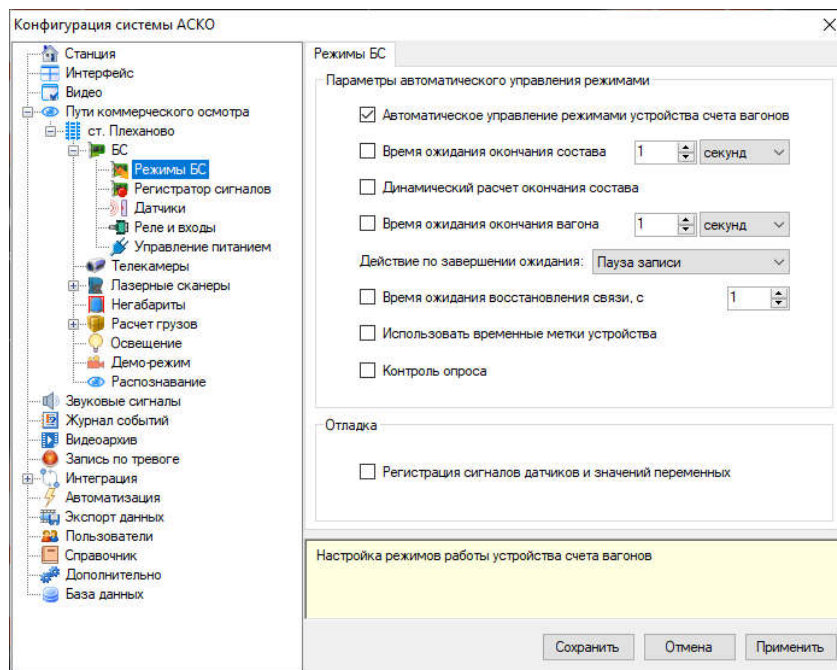 Конфигурация системы АСКО
Станция
Интерфейс
Видео
Пути коммерческого осмотра
ст. Плеханово
БС
Режимы БС
Регистратор сигналов
Датчики
Реле и входы
Управление питанием
Телекамеры
Лазерные сканеры
Негабариты
Расчет грузов
Освещение
Демо-режим
Распознавание
Звуковые сигналы
Журнал событий
Видеоархив
Запись по тревоге
Интеграция
Автоматизация
Экспорт данных
Пользователи
Справочник
Дополнительно
База данных
Режимы БС
Параметры автоматического управления режимами
Автоматическое управление режимами устройства счета вагонов
Время ожидания окончания состава 1 секунд
Динамический расчет окончания состава
Время ожидания окончания вагона 1 секунд
Действие по завершении ожидания: Пауза записи
Время ожидания восстановления связи, с 1
Использовать временные метки устройства
Контроль опроса
Отладка
Регистрация сигналов датчиков и значений переменных
Настройка режимов работы устройства счета вагонов
Сохранить Отмена Применить